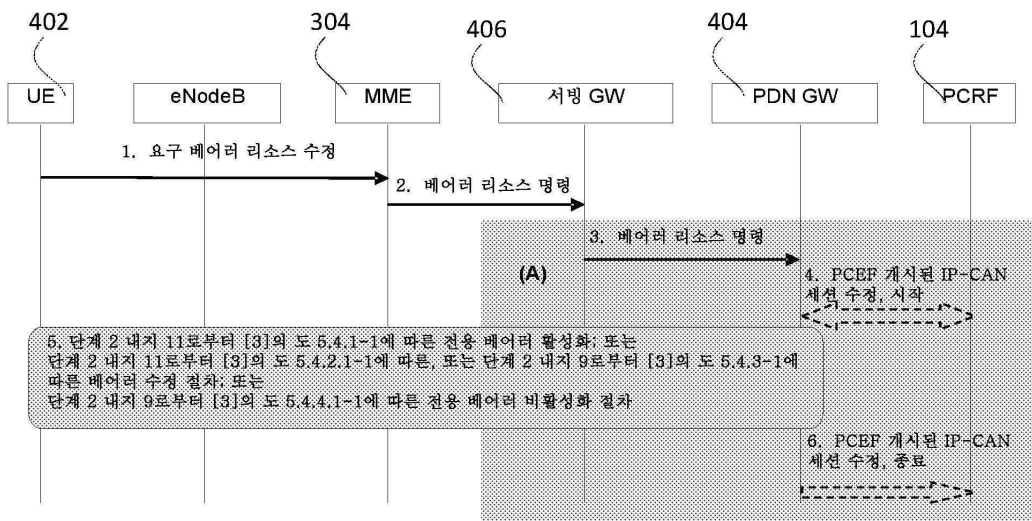 402
304
406
404
104
UE
eNodeB
MME
서빙 GW
PDN GW
PCRF
1. 요구 베어러 리소스 수정
2. 베어러 리소스 명령
3. 베어러 리소스 명령
(A)
4. PCEF 개시된 IP-CAN
세션 수정, 시작
5. 단계 2 내지 11로부터 [3]의 도 5.4.1-1에 따른 전용 베어러 활성화; 또는
단계 2 내지 11로부터 [3]의 도 5.4.2.1-1에 따른, 또는 단계 2 내지 9로부터 [3]의 도 5.4.3-1에
따른 베어러 수정 절차; 또는
단계 2 내지 9로부터 [3]의 도 5.4.4.1-1에 따른 전용 베어러 비활성화 절차
6. PCEF 개시된 IP-CAN
세션 수정, 종료